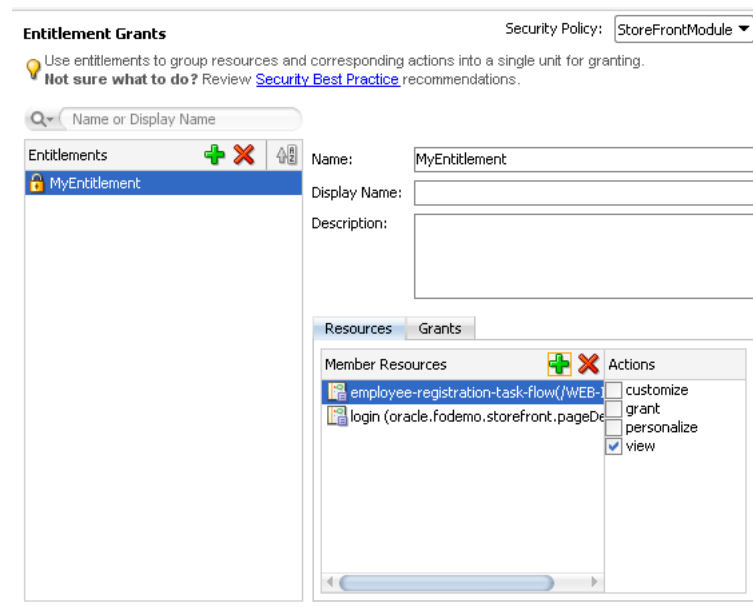 Entitlement Grants
Security Policy: StoreFrontModule
Use entitlements to group resources and corresponding actions into a single unit for granting.
Not sure what to do? Review Security Best Practice recommendations.
Name or Display Name
Entitlements
MyEntitlement
Name: MyEntitlement
Display Name:
Description:
Resources Grants
Member Resources
Actions
employee-registration-task-flow(/WEB-
login (oracle.fodemo.storefront.pageDe
customize
grant
personalize
view